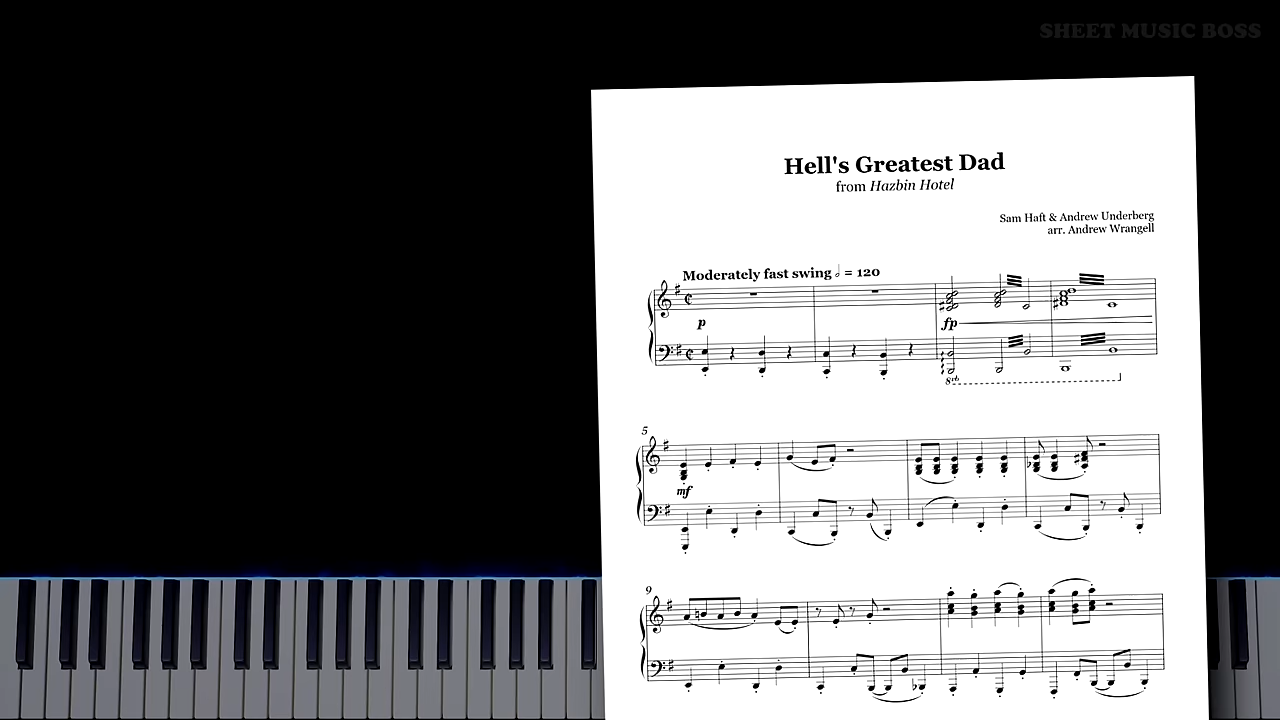 SHEET MUSIC BOSS
Hell's Greatest Dad
from Hazbin Hotel
Sam Haft & Andrew Underberg
arr. Andrew Wrangell
Moderately fast swing 𝅗𝅥 = 120
p
fp
8vb
5
mf
9